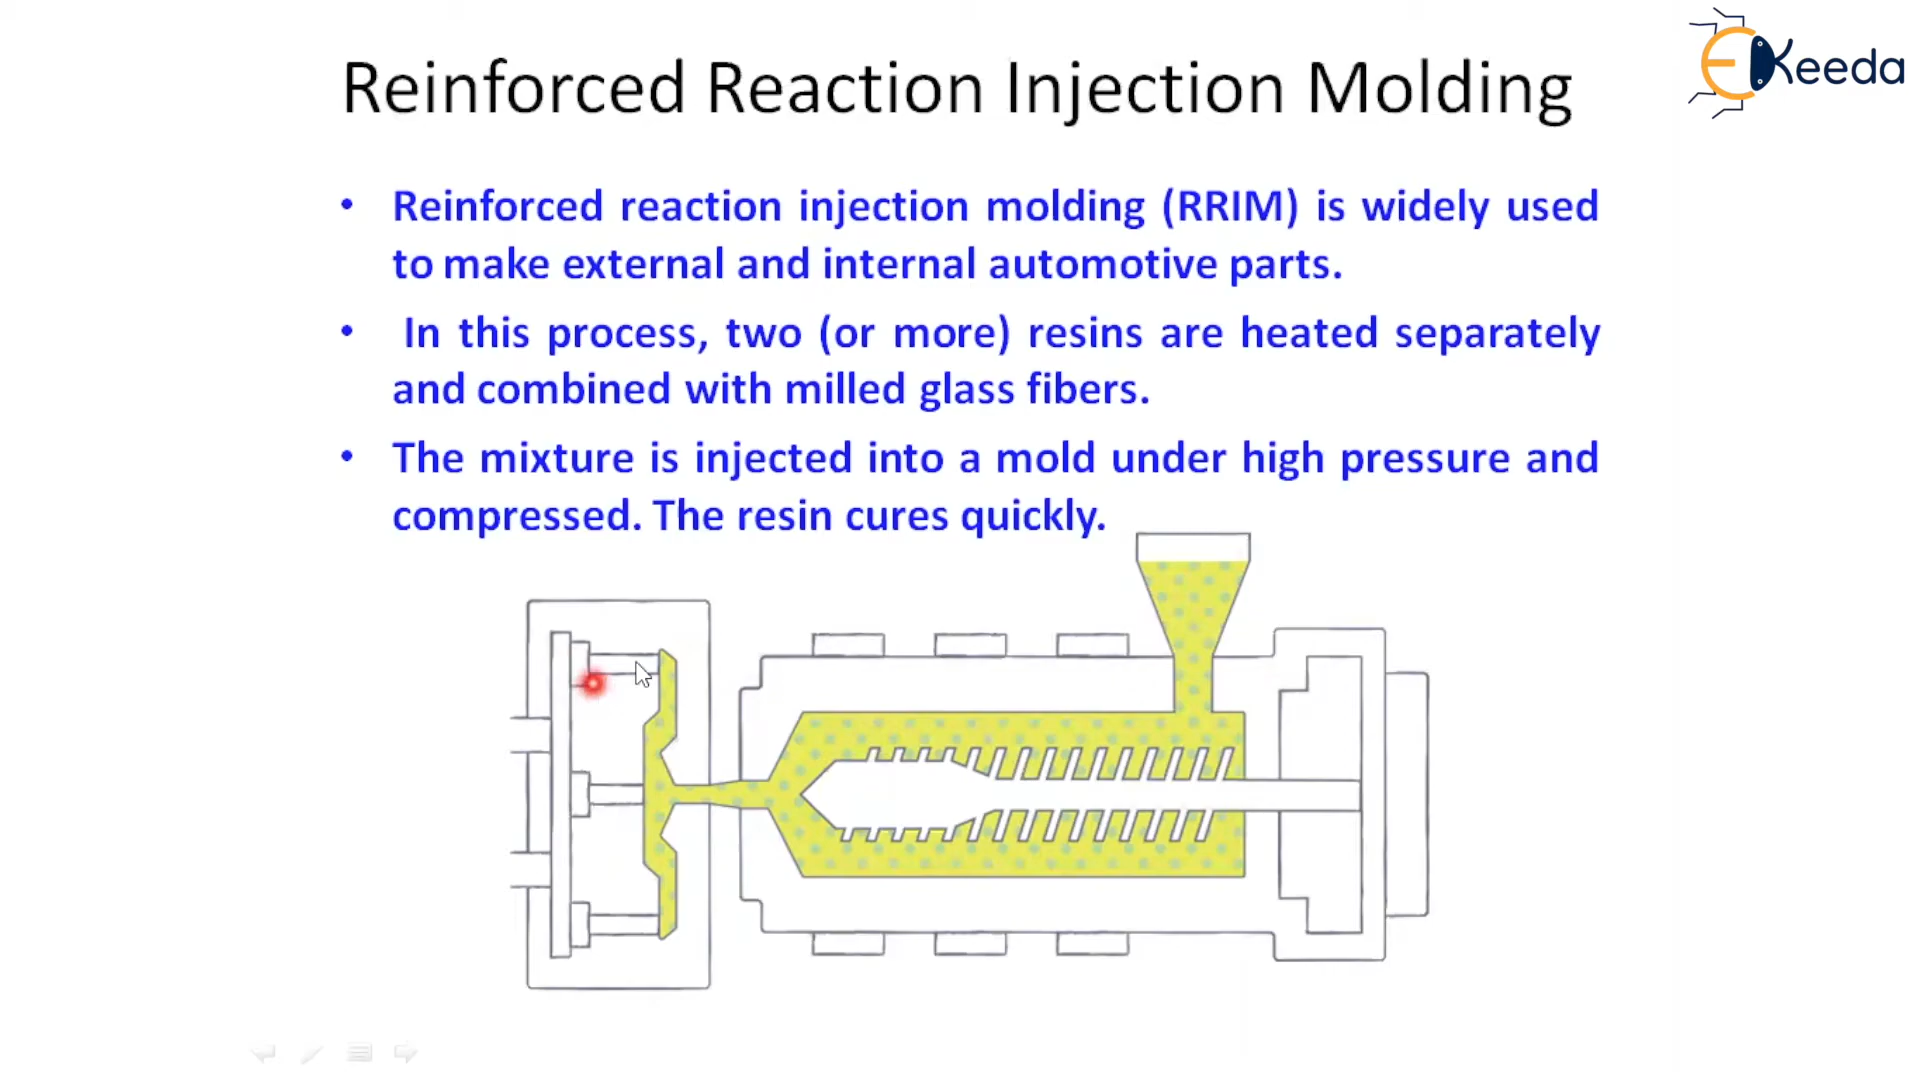 EKeeda
Reinforced Reaction Injection Molding
• Reinforced reaction injection molding (RRIM) is widely used
to make external and internal automotive parts.
• In this process, two (or more) resins are heated separately
and combined with milled glass fibers.
• The mixture is injected into a mold under high pressure and
compressed. The resin cures quickly.